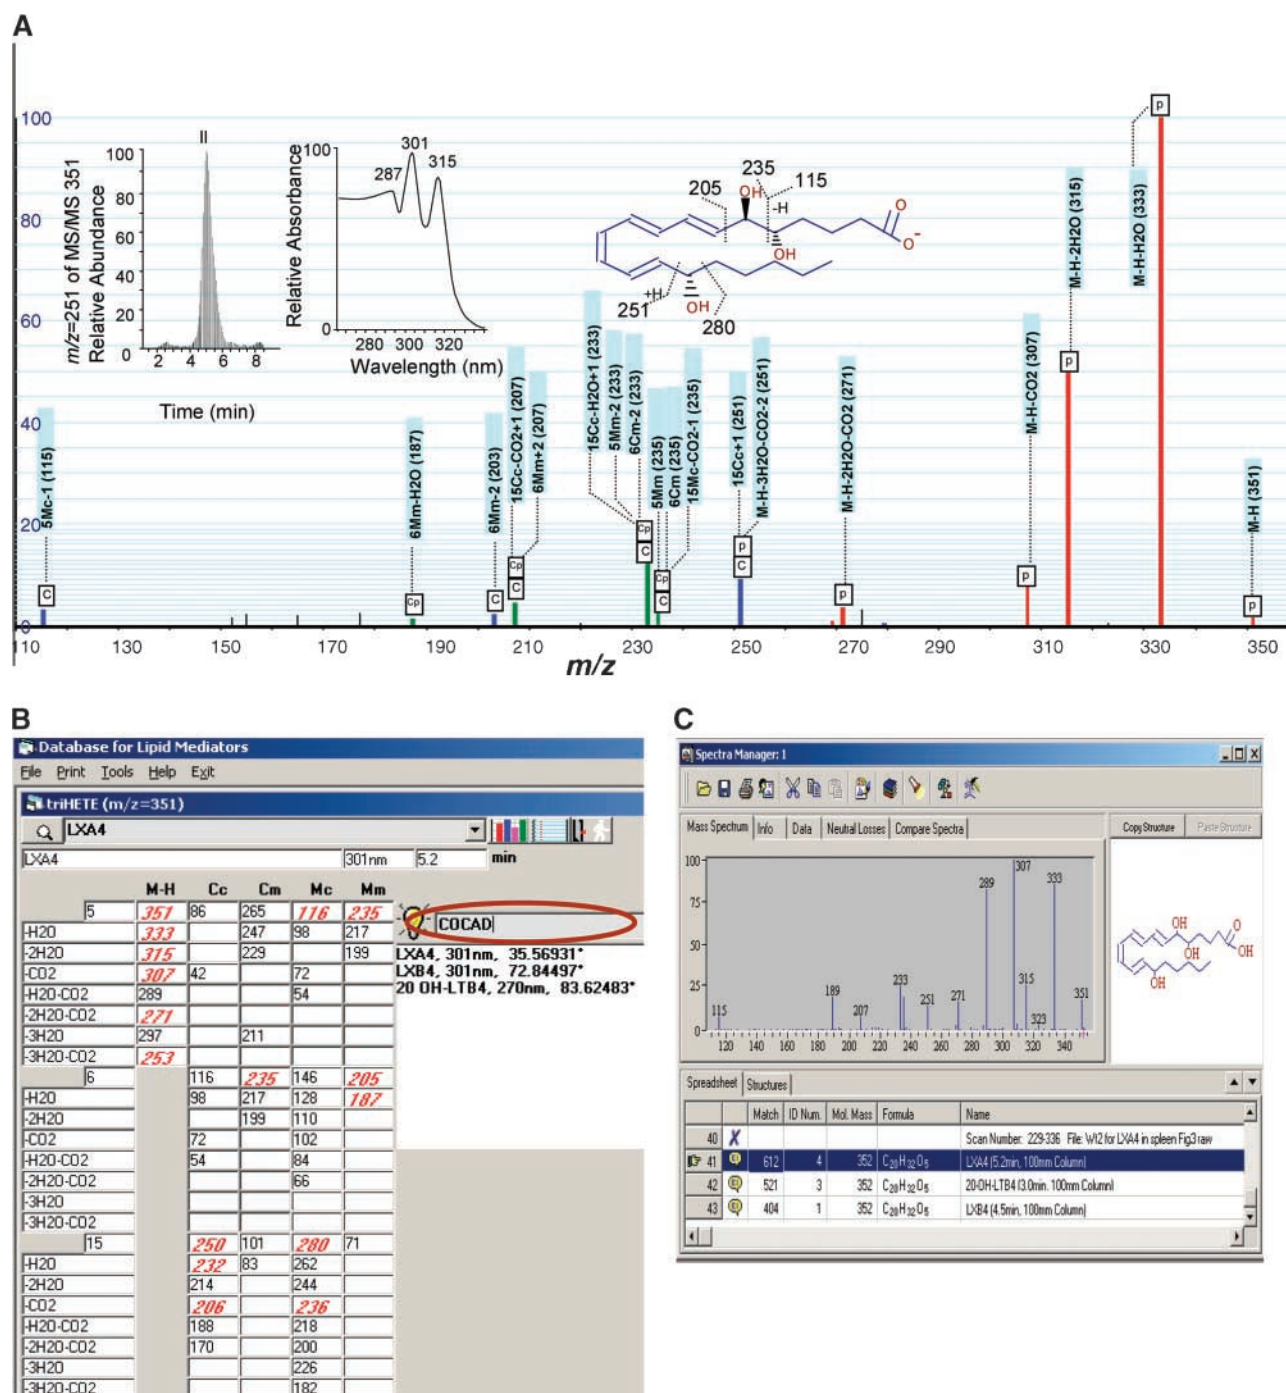 A
100
80
60
40
20
0
110 130 150 170 190 210 230 250 270 290 310 330 350
m/z
m/z=251 of MS/MS 351
Relative Abundance
II
100
80
60
40
20
0
2 4 6 8
Time (min)
Relative Absorbance
100
0
287
301
315
280 300 320
Wavelength (nm)
205
235
115
-H
OH
OH
O
O-
251
+H
OH
280
5Mc-1 (115)
6Mm-H2O (187)
6Mm-2 (203)
15Cc-CO2+1 (207)
6Mm+2 (207)
15Cc-H2O+1 (233)
5Mm-2 (233)
6Cm-2 (233)
5Mm (235)
6Cm (235)
15Mc-CO2-1 (235)
15Cc+1 (251)
M-H-3H2O-CO2-2 (251)
M-H-2H2O-CO2 (271)
M-H-CO2 (307)
M-H-2H2O (315)
M-H-H2O (333)
M-H (351)
C
Cp
C
Cp
C
Cp
C
Cp
C
p
C
p
p
p
p
p
B
Database for Lipid Mediators
File Print Tools Help Exit
triHETE (m/z=351)
LXA4
LXA4 301nm 5.2 min
M-H Cc Cm Mc Mm
5 351 86 265 116 235
-H2O 333 247 98 217
-2H2O 315 229 199
-CO2 307 42 72
-H2O-CO2 289 54
-2H2O-CO2 271
-3H2O 297 211
-3H2O-CO2 253
6 116 235 146 205
-H2O 98 217 128 187
-2H2O 199 110
-CO2 72 102
-H2O-CO2 54 84
-2H2O-CO2 66
-3H2O
-3H2O-CO2
15 250 101 280 71
-H2O 232 83 262
-2H2O 214 244
-CO2 206 236
-H2O-CO2 188 218
-2H2O-CO2 170 200
-3H2O 226
-3H2O-CO2 182
COCAD
LXA4, 301nm, 35.56931*
LXB4, 301nm, 72.84497*
20 OH-LTB4, 270nm, 83.62483*
C
Spectra Manager: 1
Mass Spectrum Info Data Neutral Losses Compare Spectra
Copy Structure Paste Structure
100
75
50
25
0
115
189
207
233
251
271
289
307
315
323
333
351
120 140 160 180 200 220 240 260 280 300 320 340
OH
O
OH
OH
OH
Spreadsheet Structures
Match ID Num. Mol. Mass Formula Name
40 Scan Number: 229-336 File: Wt2 for LXA4 in spleen Fig3 raw
41 612 4 352 C20H32O5 LXA4 (5.2min, 100mm Column)
42 521 3 352 C20H32O5 20-OH-LTB4 (3.0min. 100mm Column)
43 404 1 352 C20H32O5 LXB4 (4.5min, 100mm Column)